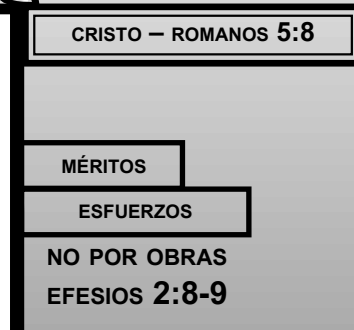 CRISTO – ROMANOS 5:8
MÉRITOS
ESFUERZOS
NO POR OBRAS
EFESIOS 2:8-9